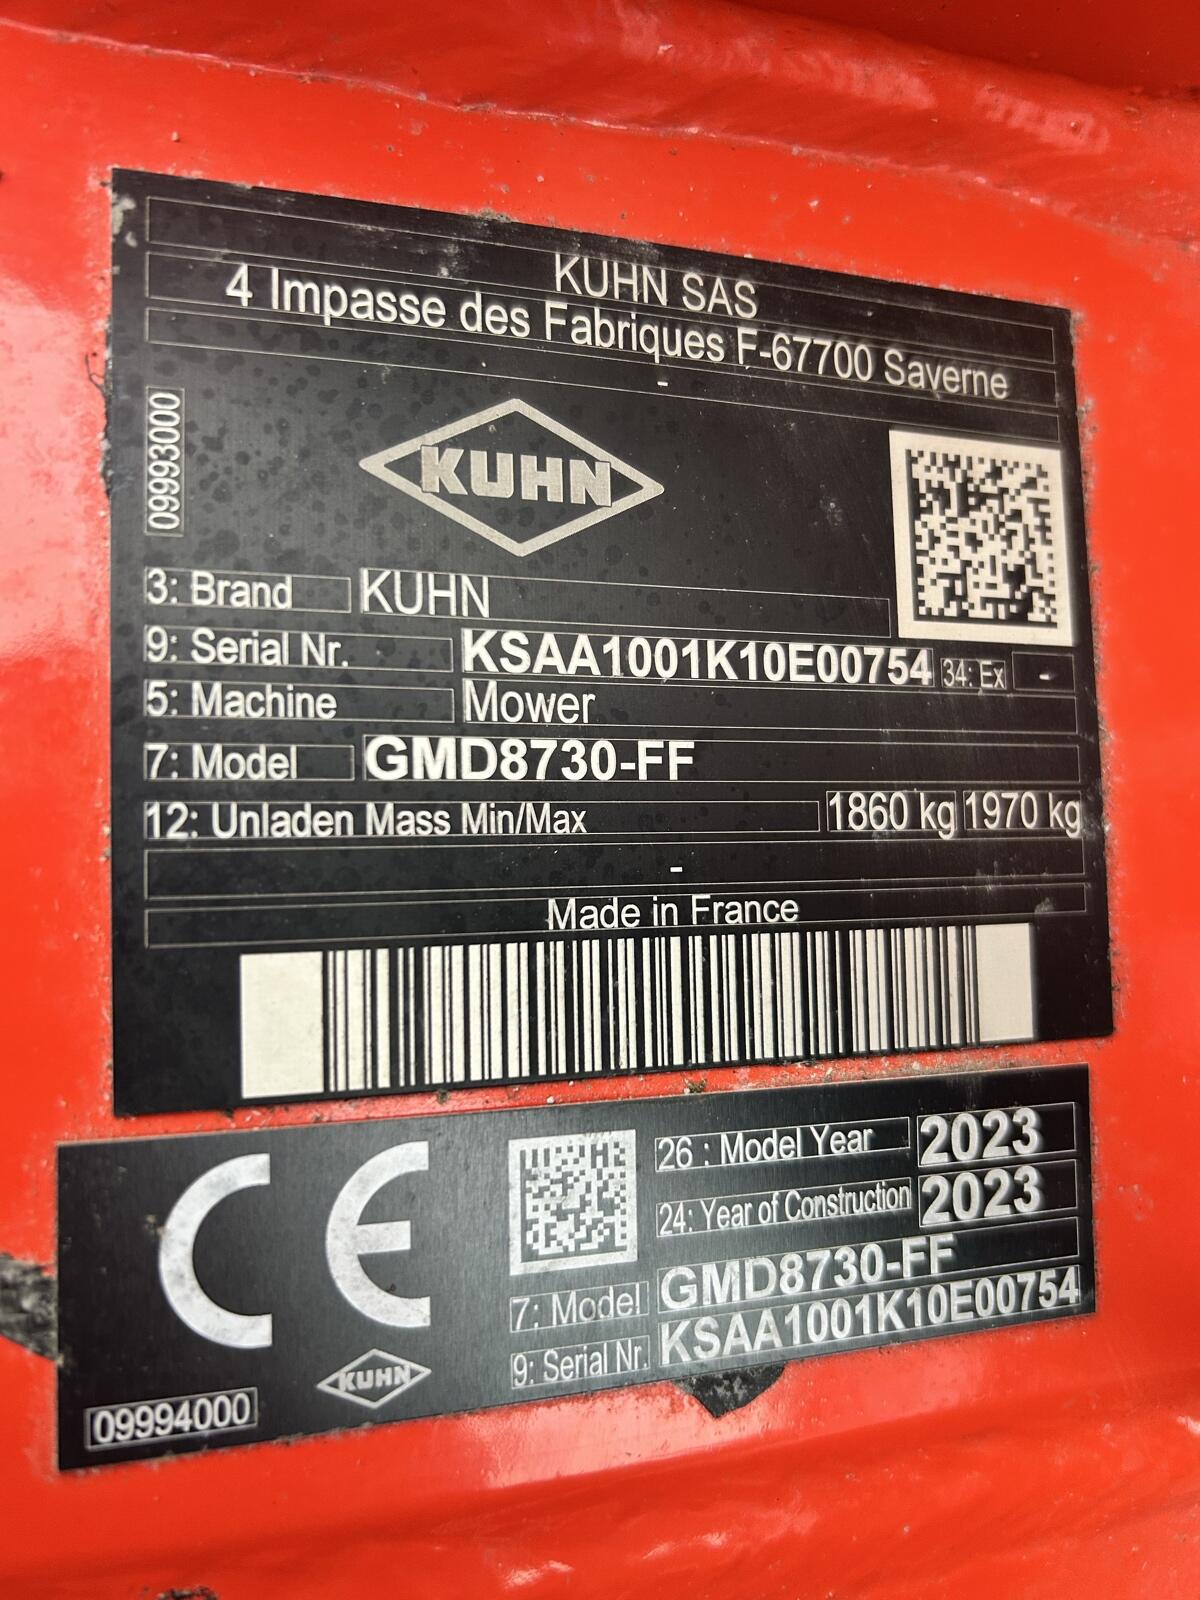 KUHN SAS
4 Impasse des Fabriques F-67700 Saverne
-
09993000
KUHN
3: Brand KUHN
9: Serial Nr. KSAA1001K10E00754 34: Ex -
5: Machine Mower
7: Model GMD8730-FF
12: Unladen Mass Min/Max 1860 kg 1970 kg
-
Made in France
CE
26 : Model Year 2023
24: Year of Construction 2023
7: Model GMD8730-FF
9: Serial Nr. KSAA1001K10E00754
KUHN
09994000